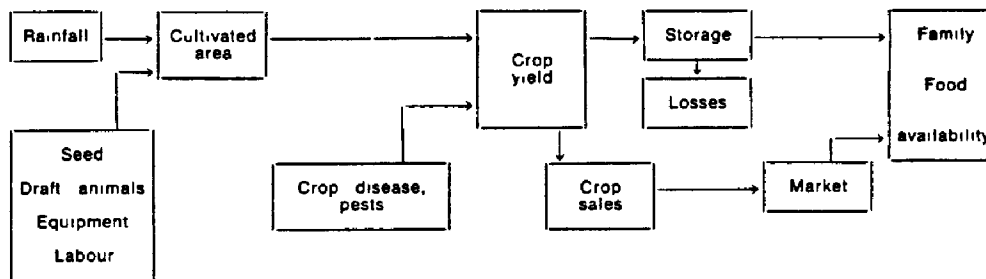 Rainfall
Cultivated
area
Crop
yield
Storage
Losses
Family
Food
availability
Seed
Draft animals
Equipment
Labour
Crop disease,
pests
Crop
sales
Market